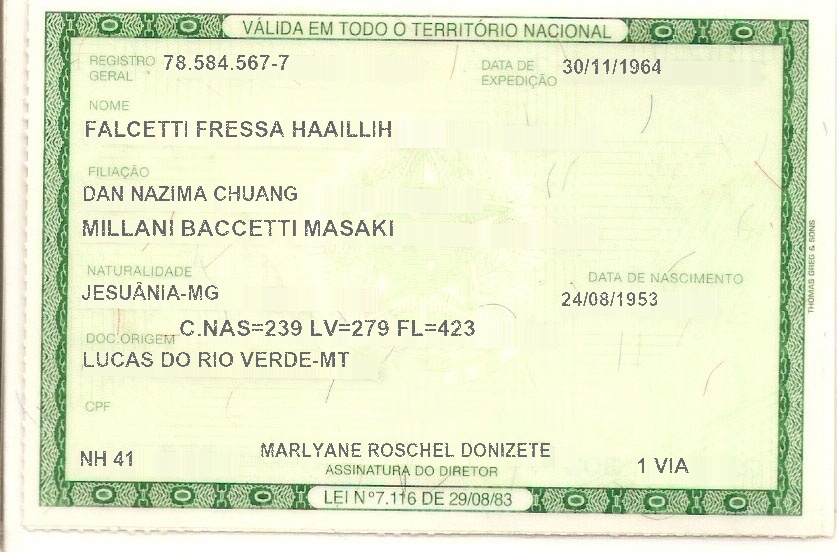 VÁLIDA EM TODO O TERRITÓRIO NACIONAL
REGISTRO GERAL 78.584.567-7 DATA DE EXPEDIÇÃO 30/11/1964
NOME
FALCETTI FRESSA HAAILLIH
FILIAÇÃO
DAN NAZIMA CHUANG
MILLANI BACCETTI MASAKI
NATURALIDADE DATA DE NASCIMENTO
JESUÂNIA-MG 24/08/1953
DOC.ORIGEM C.NAS=239 LV=279 FL=423
LUCAS DO RIO VERDE-MT
CPF
NH 41 MARLYANE ROSCHEL DONIZETE 1 VIA
ASSINATURA DO DIRETOR
LEI Nº7.116 DE 29/08/83
THOMAS GREG & SONS